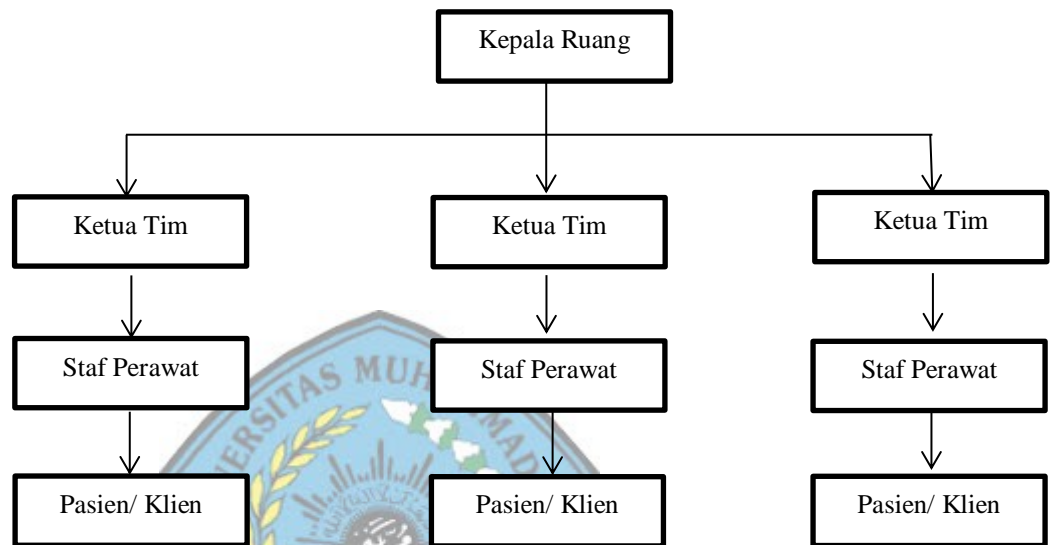 Kepala Ruang
Ketua Tim
Ketua Tim
Ketua Tim
Staf Perawat
Staf Perawat
Staf Perawat
Pasien/ Klien
Pasien/ Klien
Pasien/ Klien